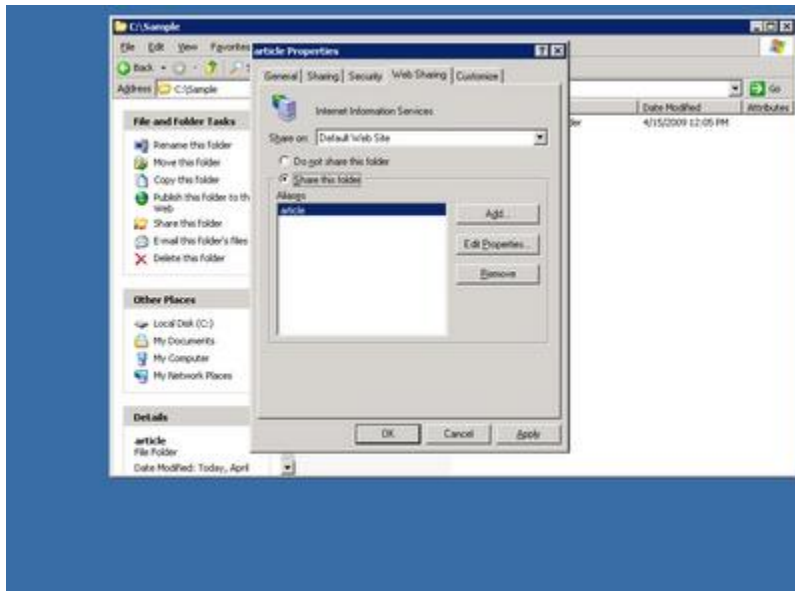 C:\Sample
File Edit View Favorites
Back
Address C:\Sample
Go
Date Modified Attributes
4/15/2009 12:05 PM
File and Folder Tasks
Rename this folder
Move this folder
Copy this folder
Publish this folder to th
Web
Share this folder
E-mail this folder's files
Delete this folder
Other Places
Local Disk (C:)
My Documents
My Computer
My Network Places
Details
article
File Folder
Date Modified: Today, April
article Properties
General Sharing Security Web Sharing Customize
Internet Information Services
Share on: Default Web Site
Do not share this folder
Share this folder
Aliases
article
Add...
Edit Properties...
Remove
OK Cancel Apply